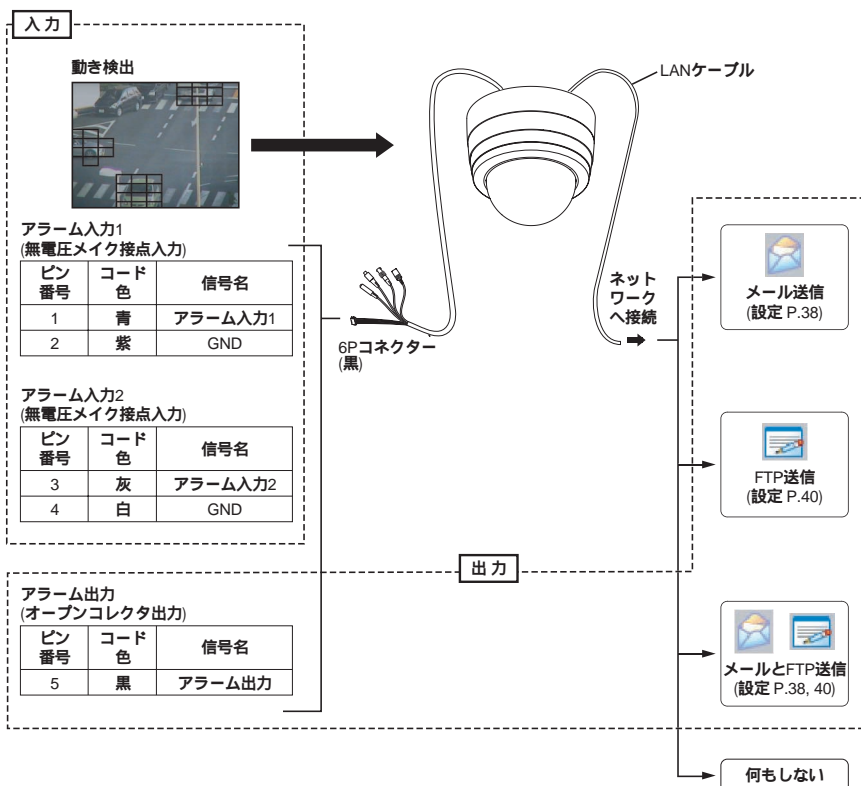 入力
動き検出
LANケーブル
アラーム入力1
(無電圧メイク接点入力)
ピン番号 コード色 信号名
1 青 アラーム入力1
2 紫 GND
アラーム入力2
(無電圧メイク接点入力)
ピン番号 コード色 信号名
3 灰 アラーム入力2
4 白 GND
6Pコネクター
(黒)
ネット
ワーク
へ接続
出力
アラーム出力
(オープンコレクタ出力)
ピン番号 コード色 信号名
5 黒 アラーム出力
メール送信
(設定 P.38)
FTP送信
(設定 P.40)
メールとFTP送信
(設定 P.38, 40)
何もしない